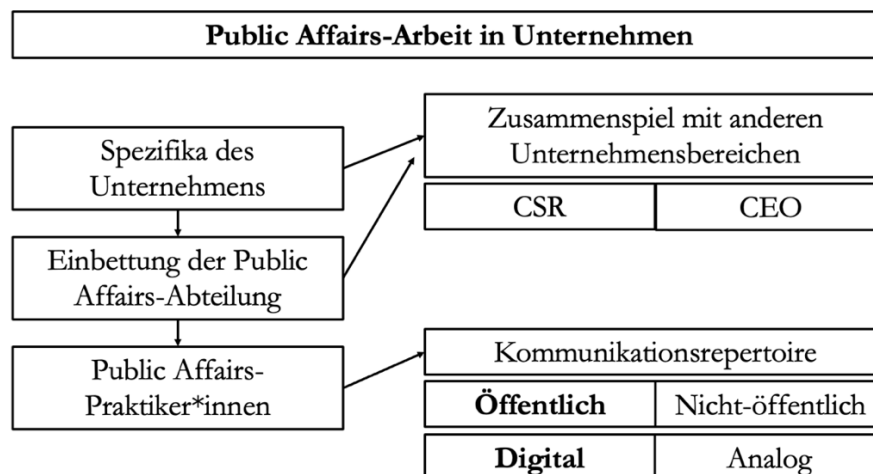 Public Affairs-Arbeit in Unternehmen
Spezifika des
Unternehmens
Einbettung der Public
Affairs-Abteilung
Public Affairs-
Praktiker*innen
Zusammenspiel mit anderen
Unternehmensbereichen
CSR
CEO
Kommunikationsrepertoire
Öffentlich
Nicht-öffentlich
Digital
Analog